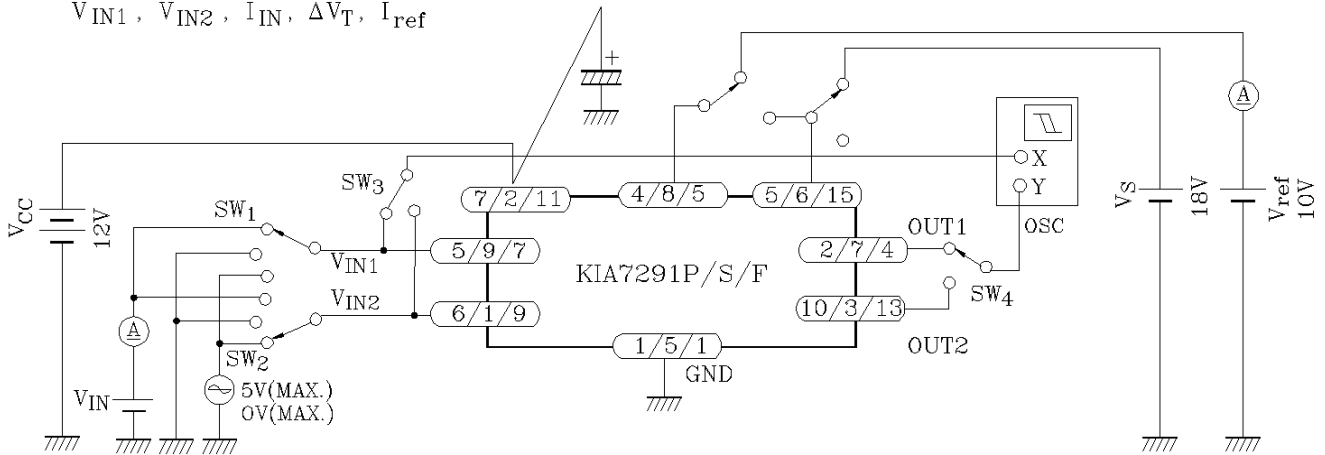 VIN1 , VIN2 , IIN, ΔVT, Iref
+
A
X
Y
OSC
VS
18V
Vref
10V
SW3
7/2/11
4/8/5
5/6/15
VCC
12V
SW1
VIN1
5/9/7
KIA7291P/S/F
2/7/4
OUT1
SW4
VIN2
6/1/9
10/3/13
OUT2
A
SW2
1/5/1
GND
VIN
5V(MAX.)
0V(MAX.)